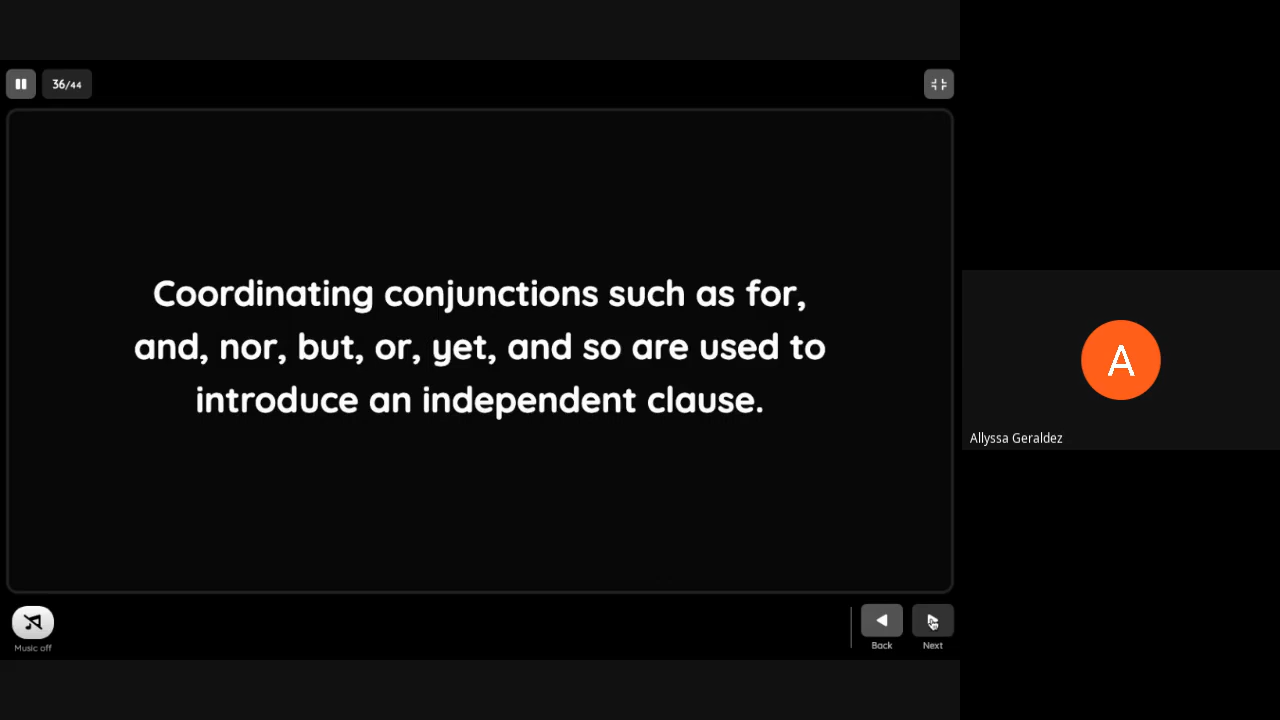 36/44
Coordinating conjunctions such as for,
and, nor, but, or, yet, and so are used to
introduce an independent clause.
A
Allyssa Geraldez
Music off
Back
Next